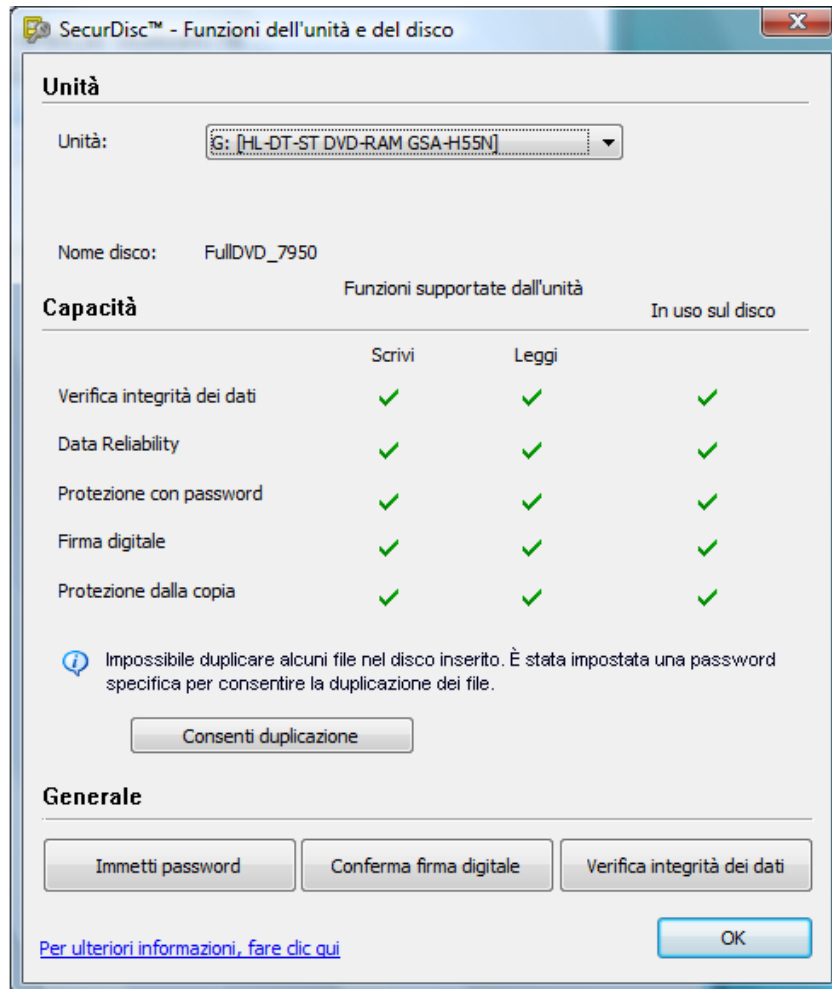 SecurDisc™ - Funzioni dell'unità e del disco
Unità
Unità:
G: [HL-DT-ST DVD-RAM GSA-H55N]
Nome disco: FullDVD_7950
Funzioni supportate dall'unità
Capacità
In uso sul disco
Scrivi Leggi
Verifica integrità dei dati
Data Reliability
Protezione con password
Firma digitale
Protezione dalla copia
Impossibile duplicare alcuni file nel disco inserito. È stata impostata una password
specifica per consentire la duplicazione dei file.
Consenti duplicazione
Generale
Immetti password
Conferma firma digitale
Verifica integrità dei dati
Per ulteriori informazioni, fare clic qui
OK